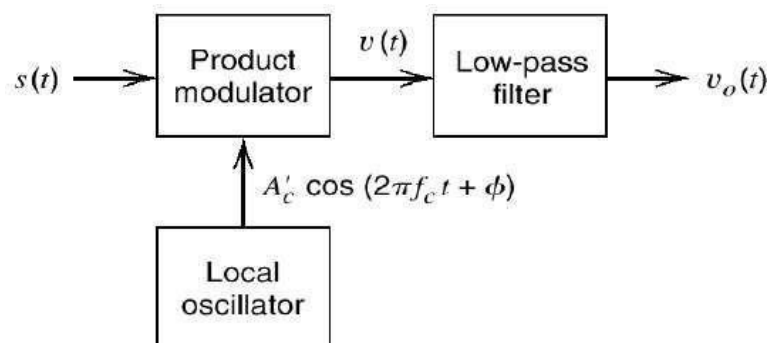 s(t)
Product
modulator
v(t)
Low-pass
filter
v_o(t)
A'_c cos (2πf_c t + ϕ)
Local
oscillator